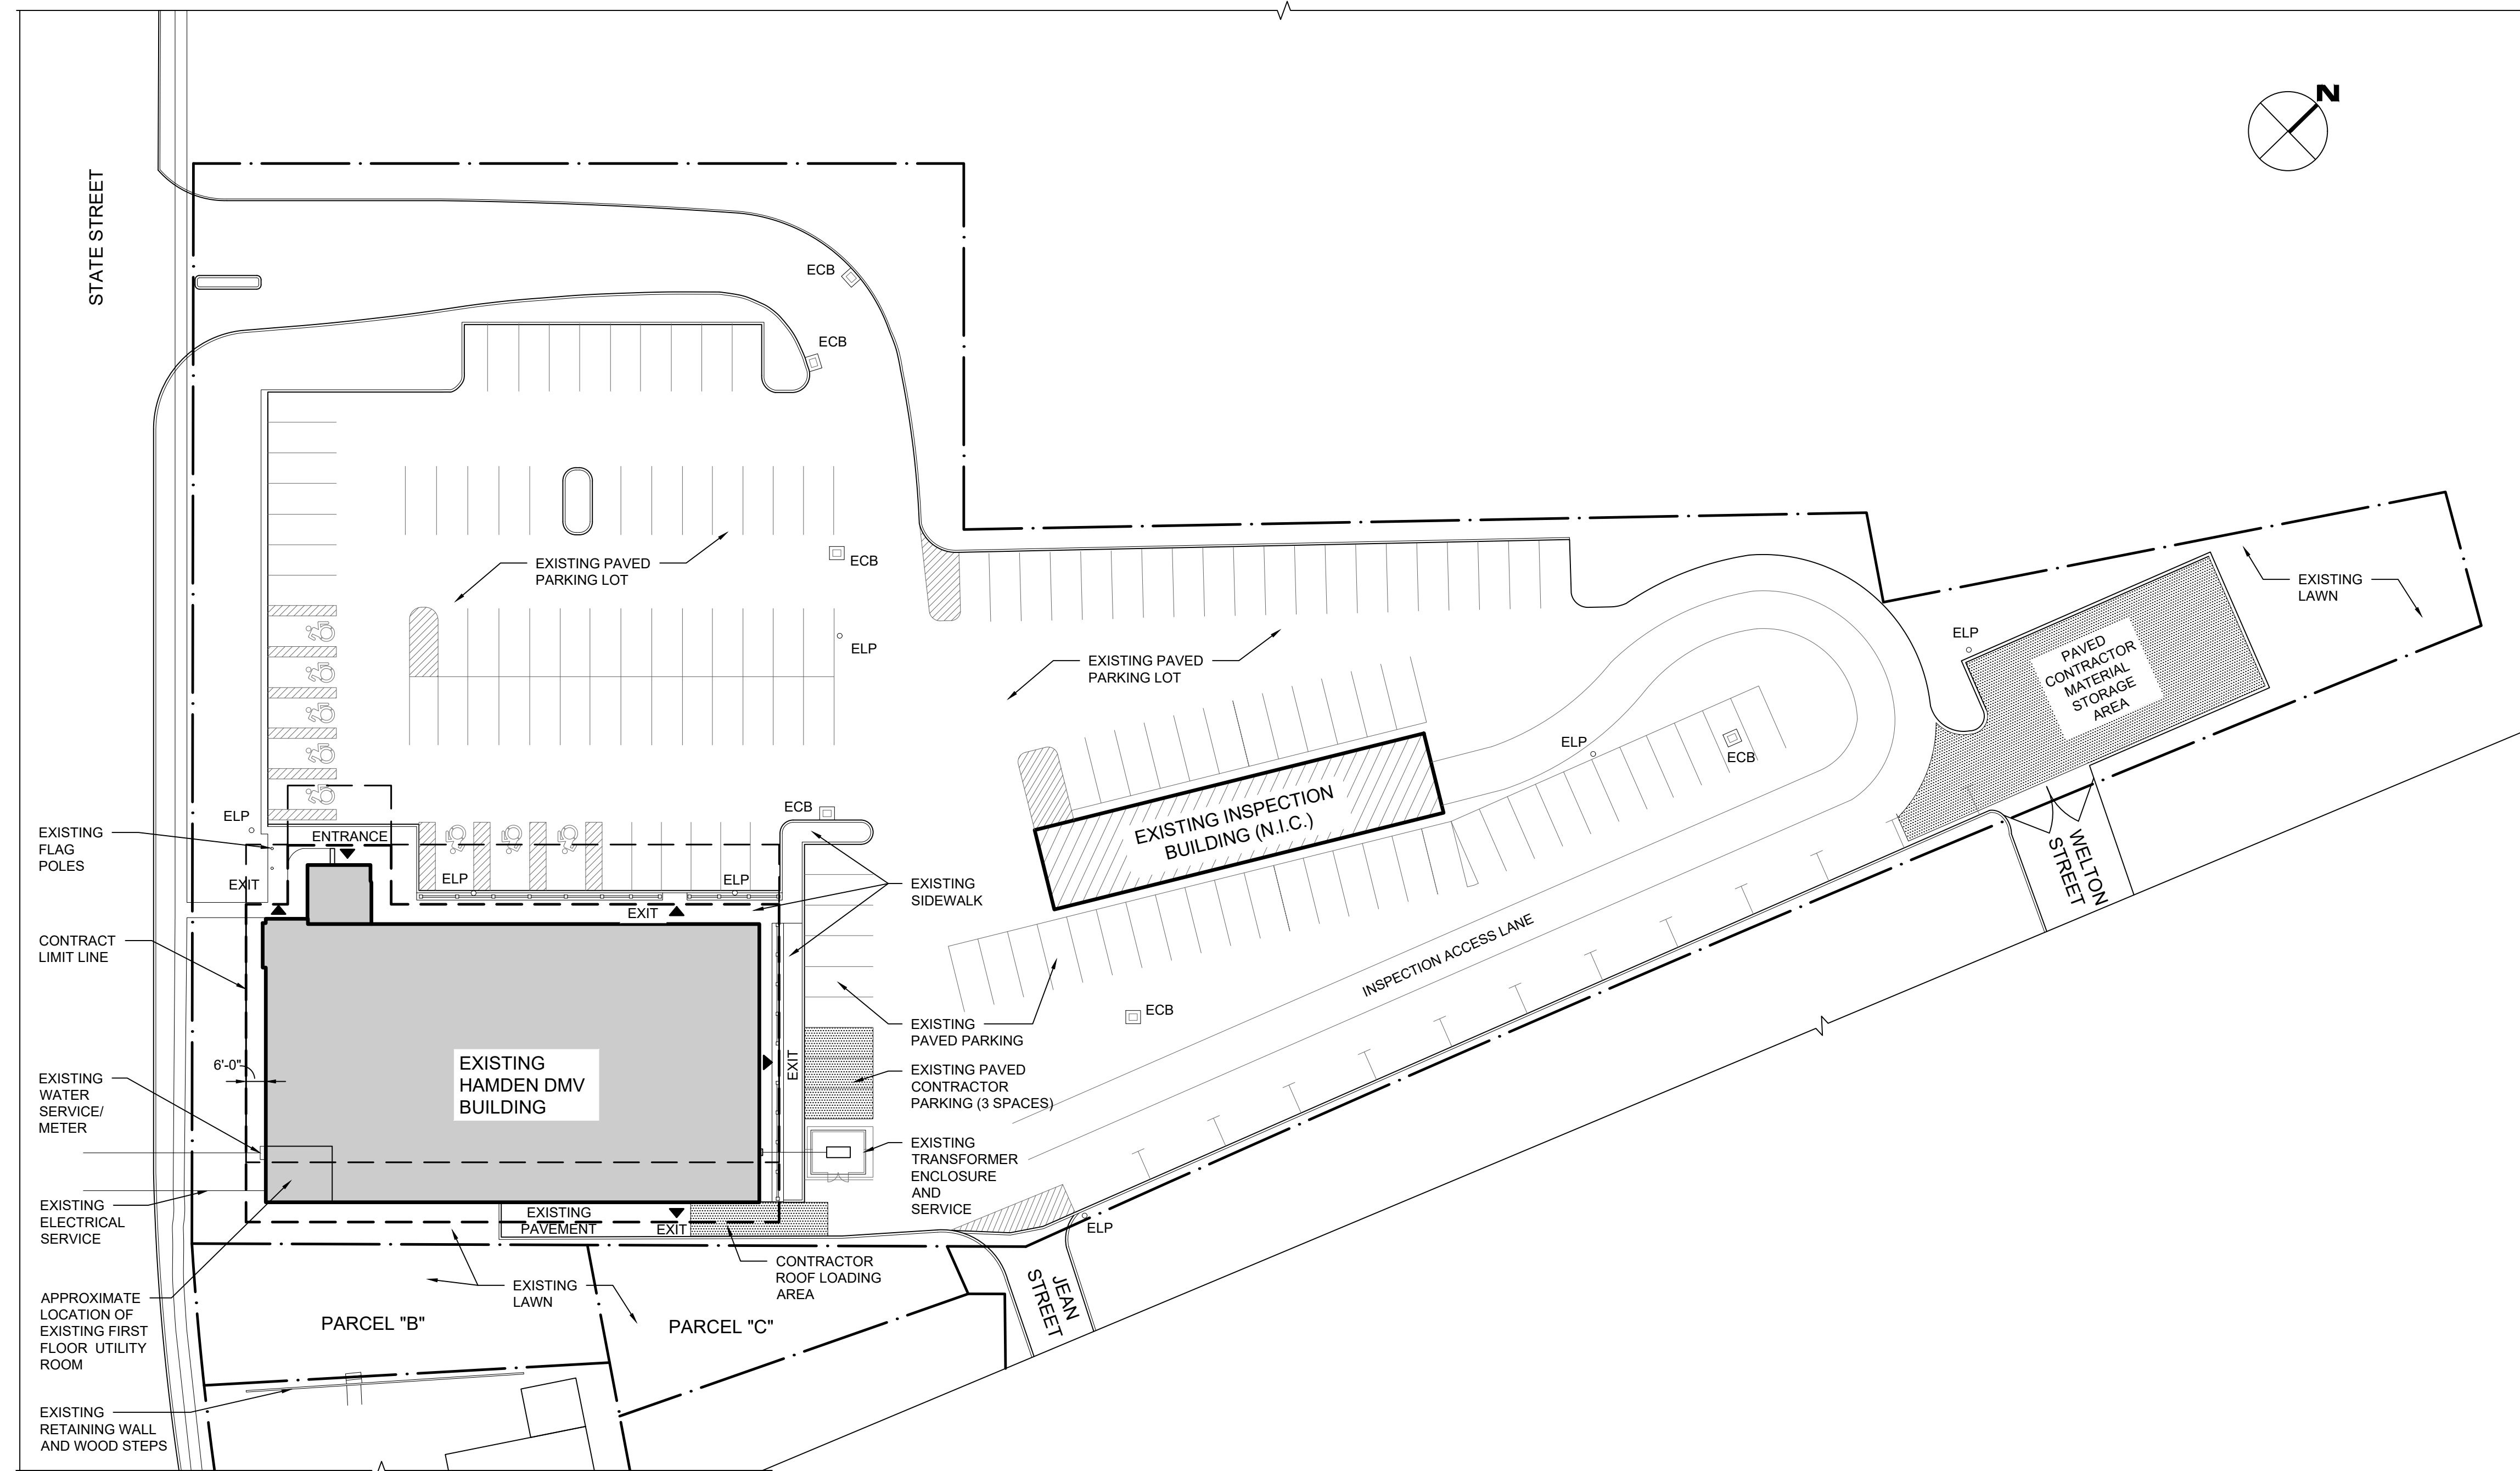 N
STATE STREET
ECB
ECB
EXISTING PAVED
PARKING LOT
ECB
ELP
EXISTING PAVED
PARKING LOT
EXISTING
LAWN
ELP
PAVED
CONTRACTOR
MATERIAL
STORAGE
AREA
ELP
ECB
EXISTING INSPECTION
BUILDING (N.I.C.)
WELTON
STREET
INSPECTION ACCESS LANE
ECB
ECB
ELP
EXISTING
FLAG
POLES
ENTRANCE
EXIT
ELP
ELP
EXIT
EXISTING
SIDEWALK
CONTRACT
LIMIT LINE
EXISTING
PAVED PARKING
6'-0"
EXISTING
HAMDEN DMV
BUILDING
EXIT
EXISTING PAVED
CONTRACTOR
PARKING (3 SPACES)
EXISTING
WATER
SERVICE/
METER
EXISTING
TRANSFORMER
ENCLOSURE
AND
SERVICE
EXISTING
ELECTRICAL
SERVICE
EXISTING
PAVEMENT
EXIT
ELP
CONTRACTOR
ROOF LOADING
AREA
EXISTING
LAWN
JEAN
STREET
APPROXIMATE
LOCATION OF
EXISTING FIRST
FLOOR UTILITY
ROOM
PARCEL "B"
PARCEL "C"
EXISTING
RETAINING WALL
AND WOOD STEPS